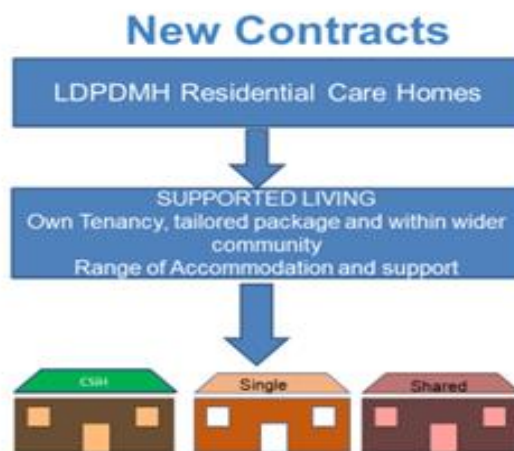 New Contracts
LDPDMH Residential Care Homes
SUPPORTED LIVING
Own Tenancy, tailored package and within wider
community
Range of Accommodation and support
CSiH
Single
Shared